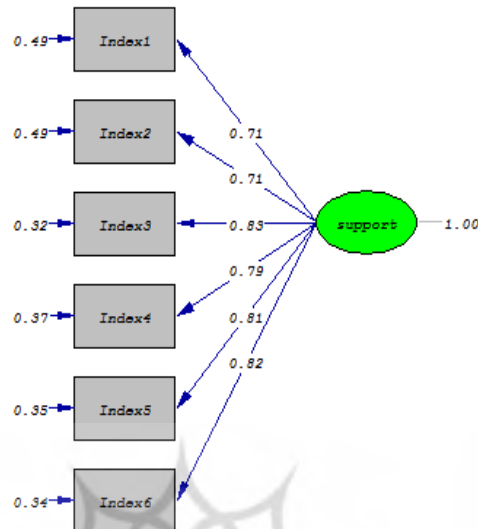 0.49 Index1
0.49 Index2 0.71
0.71
0.32 Index3 0.83 support 1.00
0.37 Index4 0.79
0.81
0.35 Index5 0.82
0.34 Index6